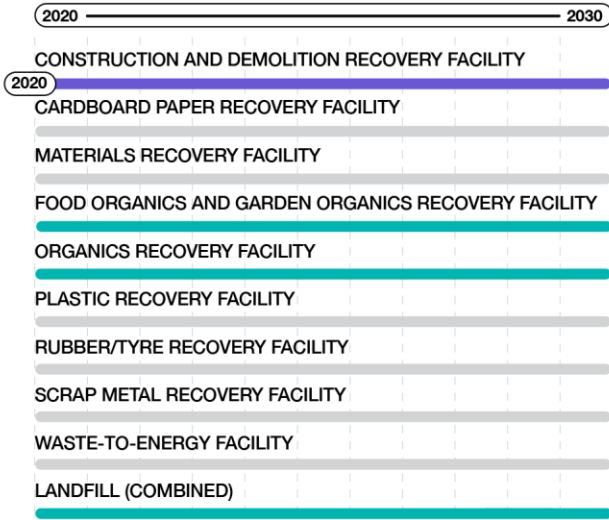 2020 2030
CONSTRUCTION AND DEMOLITION RECOVERY FACILITY
2020
CARDBOARD PAPER RECOVERY FACILITY
MATERIALS RECOVERY FACILITY
FOOD ORGANICS AND GARDEN ORGANICS RECOVERY FACILITY
ORGANICS RECOVERY FACILITY
PLASTIC RECOVERY FACILITY
RUBBER/TYRE RECOVERY FACILITY
SCRAP METAL RECOVERY FACILITY
WASTE-TO-ENERGY FACILITY
LANDFILL (COMBINED)